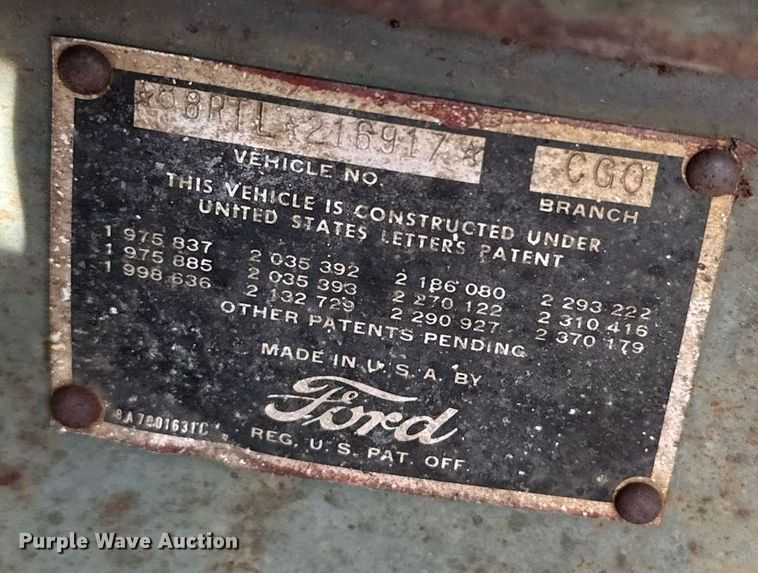 ☆98RTL☆216917☆ CGO
VEHICLE NO. BRANCH
THIS VEHICLE IS CONSTRUCTED UNDER
UNITED STATES LETTERS PATENT
1 975 837 2 035 392 2 186 080 2 293 222
1 975 885 2 035 393 2 270 122 2 310 416
1 998 636 2 132 729 2 290 927 2 370 179
OTHER PATENTS PENDING
MADE IN U.S.A. BY
Ford
REG. U.S. PAT. OFF.
Purple Wave Auction